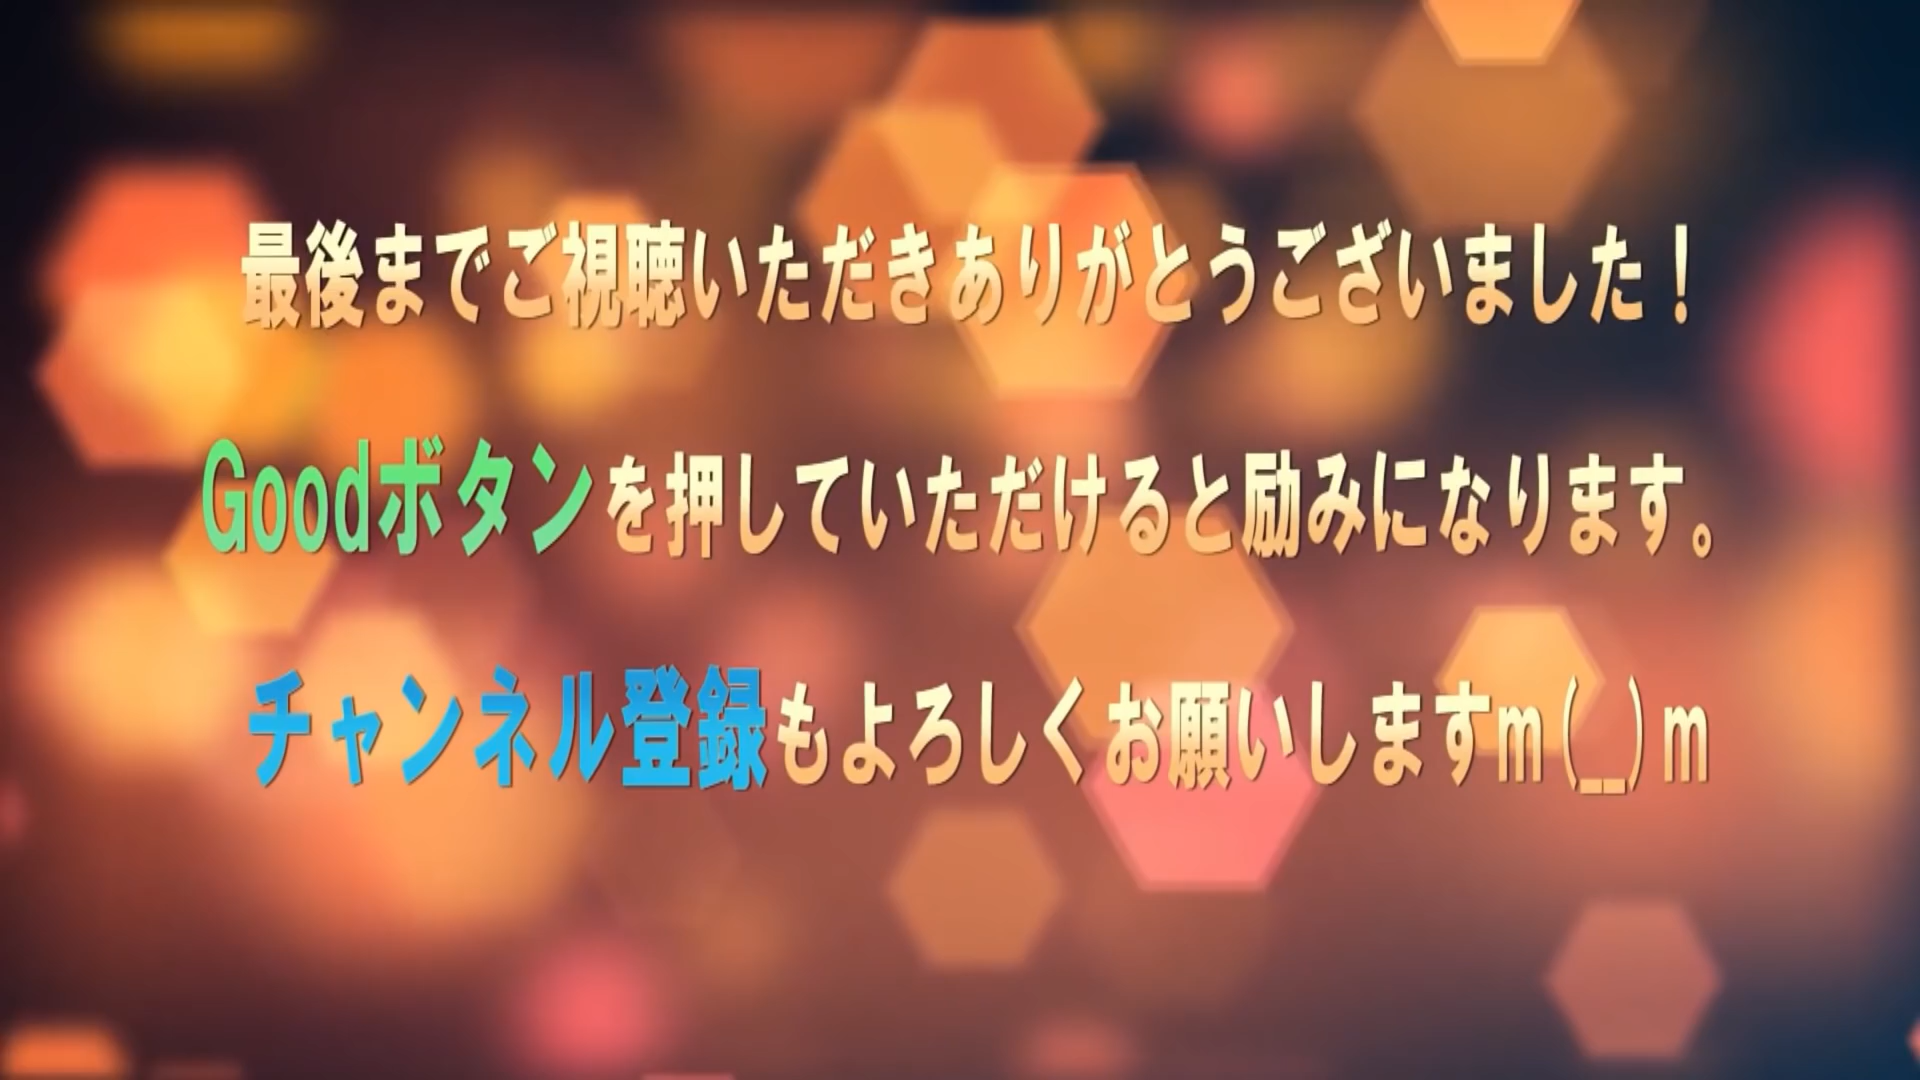 最後までご視聴いただきありがとうございました！
Goodボタンを押していただけると励みになります。
チャンネル登録もよろしくお願いしますm(__)m